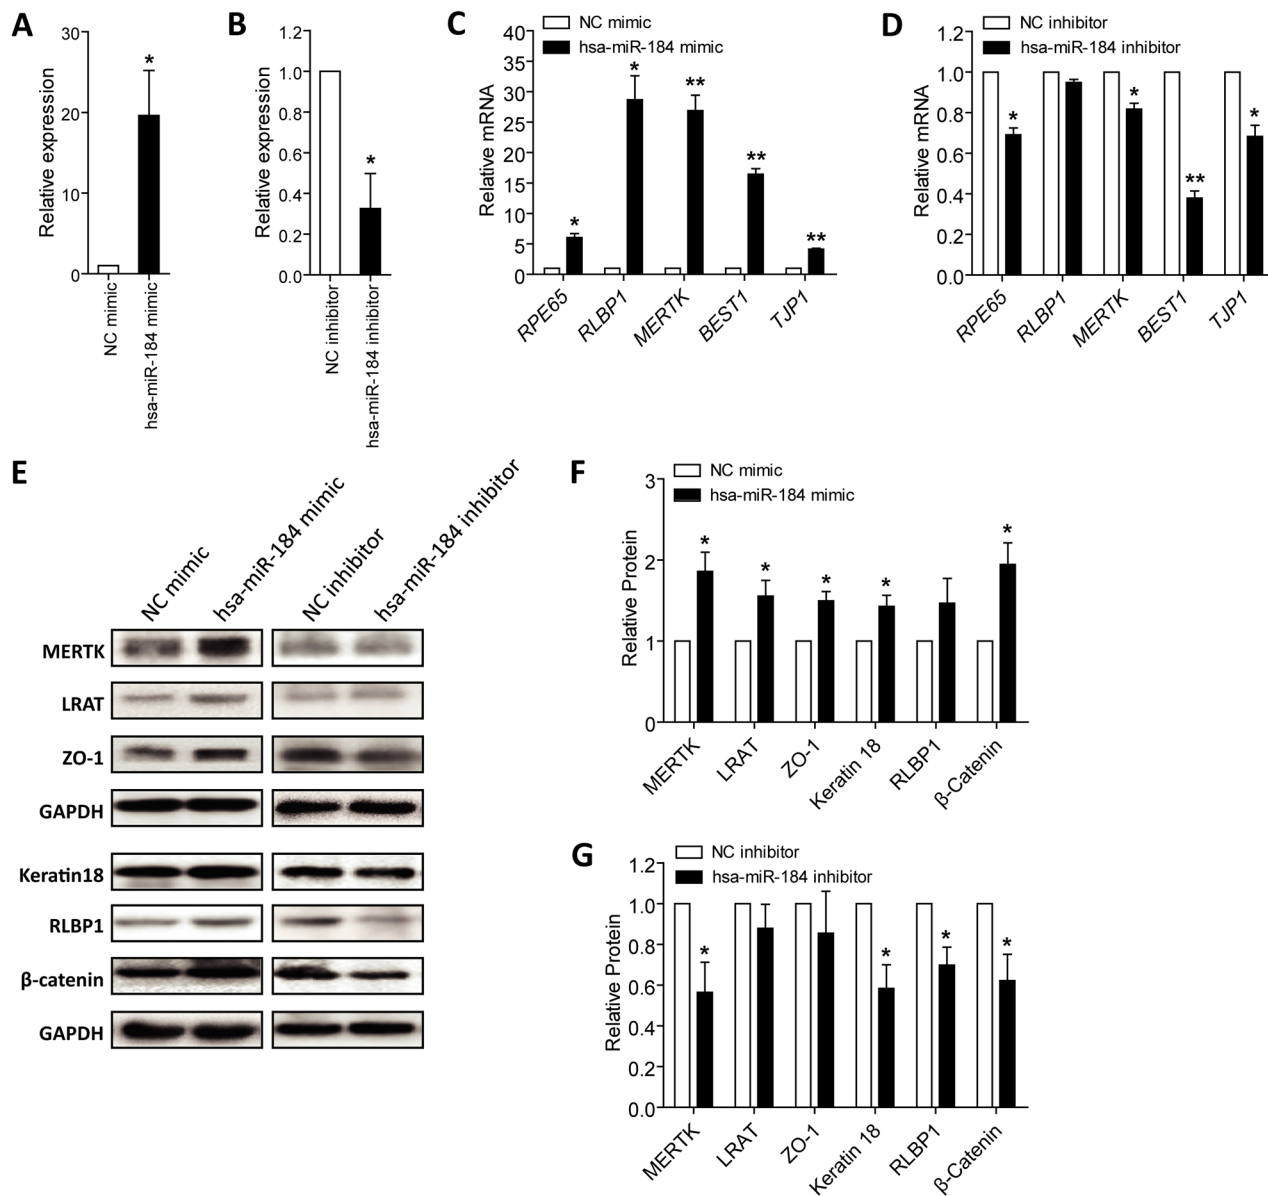 A
Relative expression
30
20
10
0
*
NC mimic
hsa-miR-184 mimic
B
Relative expression
1.2
1.0
0.8
0.6
0.4
0.2
0.0
*
NC inhibitor
hsa-miR-184 inhibitor
C
NC mimic
hsa-miR-184 mimic
Relative mRNA
40
35
30
25
20
15
10
5
0
* * ** ** **
RPE65 RLBP1 MERTK BEST1 TJP1
D
NC inhibitor
hsa-miR-184 inhibitor
Relative mRNA
1.2
1.0
0.8
0.6
0.4
0.2
0.0
* * ** *
RPE65 RLBP1 MERTK BEST1 TJP1
E
NC mimic
hsa-miR-184 mimic
NC inhibitor
hsa-miR-184 inhibitor
MERTK
LRAT
ZO-1
GAPDH
Keratin18
RLBP1
β-catenin
GAPDH
F
NC mimic
hsa-miR-184 mimic
Relative Protein
3
2
1
0
* * * * *
MERTK LRAT ZO-1 Keratin 18 RLBP1 β-Catenin
G
NC inhibitor
hsa-miR-184 inhibitor
Relative Protein
1.2
1.0
0.8
0.6
0.4
0.2
0.0
* * * *
MERTK LRAT ZO-1 Keratin 18 RLBP1 β-Catenin